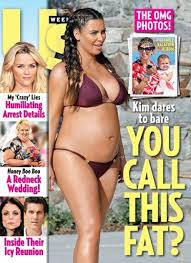 Us
WEEKLY
THE OMG
PHOTOS!
My 'Crazy' Lies
Humiliating
Arrest Details
Honey Boo Boo
A Redneck
Wedding!
Inside Their
Icy Reunion
Kim dares
to bare
YOU
CALL
THIS
FAT?